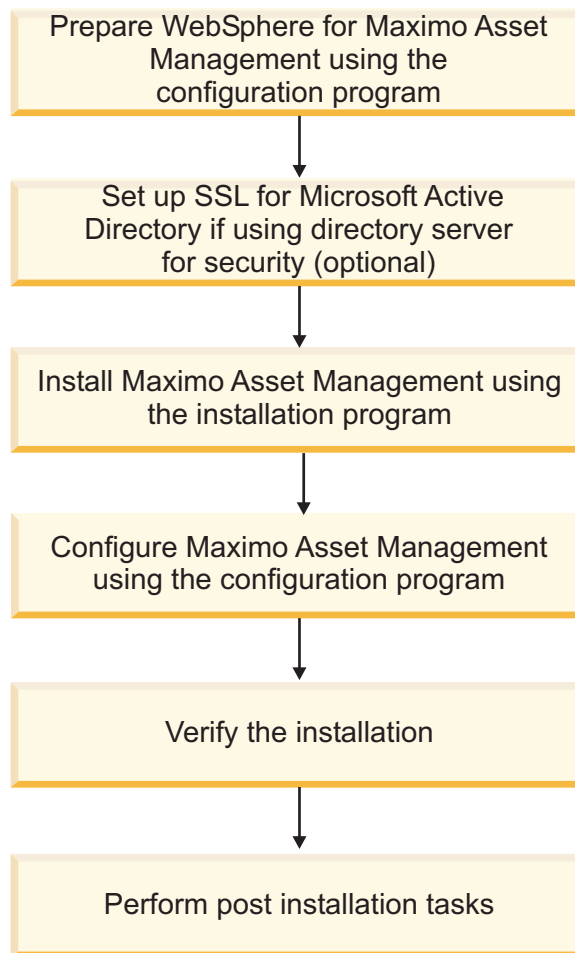 Prepare WebSphere for Maximo Asset
Management using the
configuration program
Set up SSL for Microsoft Active
Directory if using directory server
for security (optional)
Install Maximo Asset Management using
the installation program
Configure Maximo Asset Management
using the configuration program
Verify the installation
Perform post installation tasks